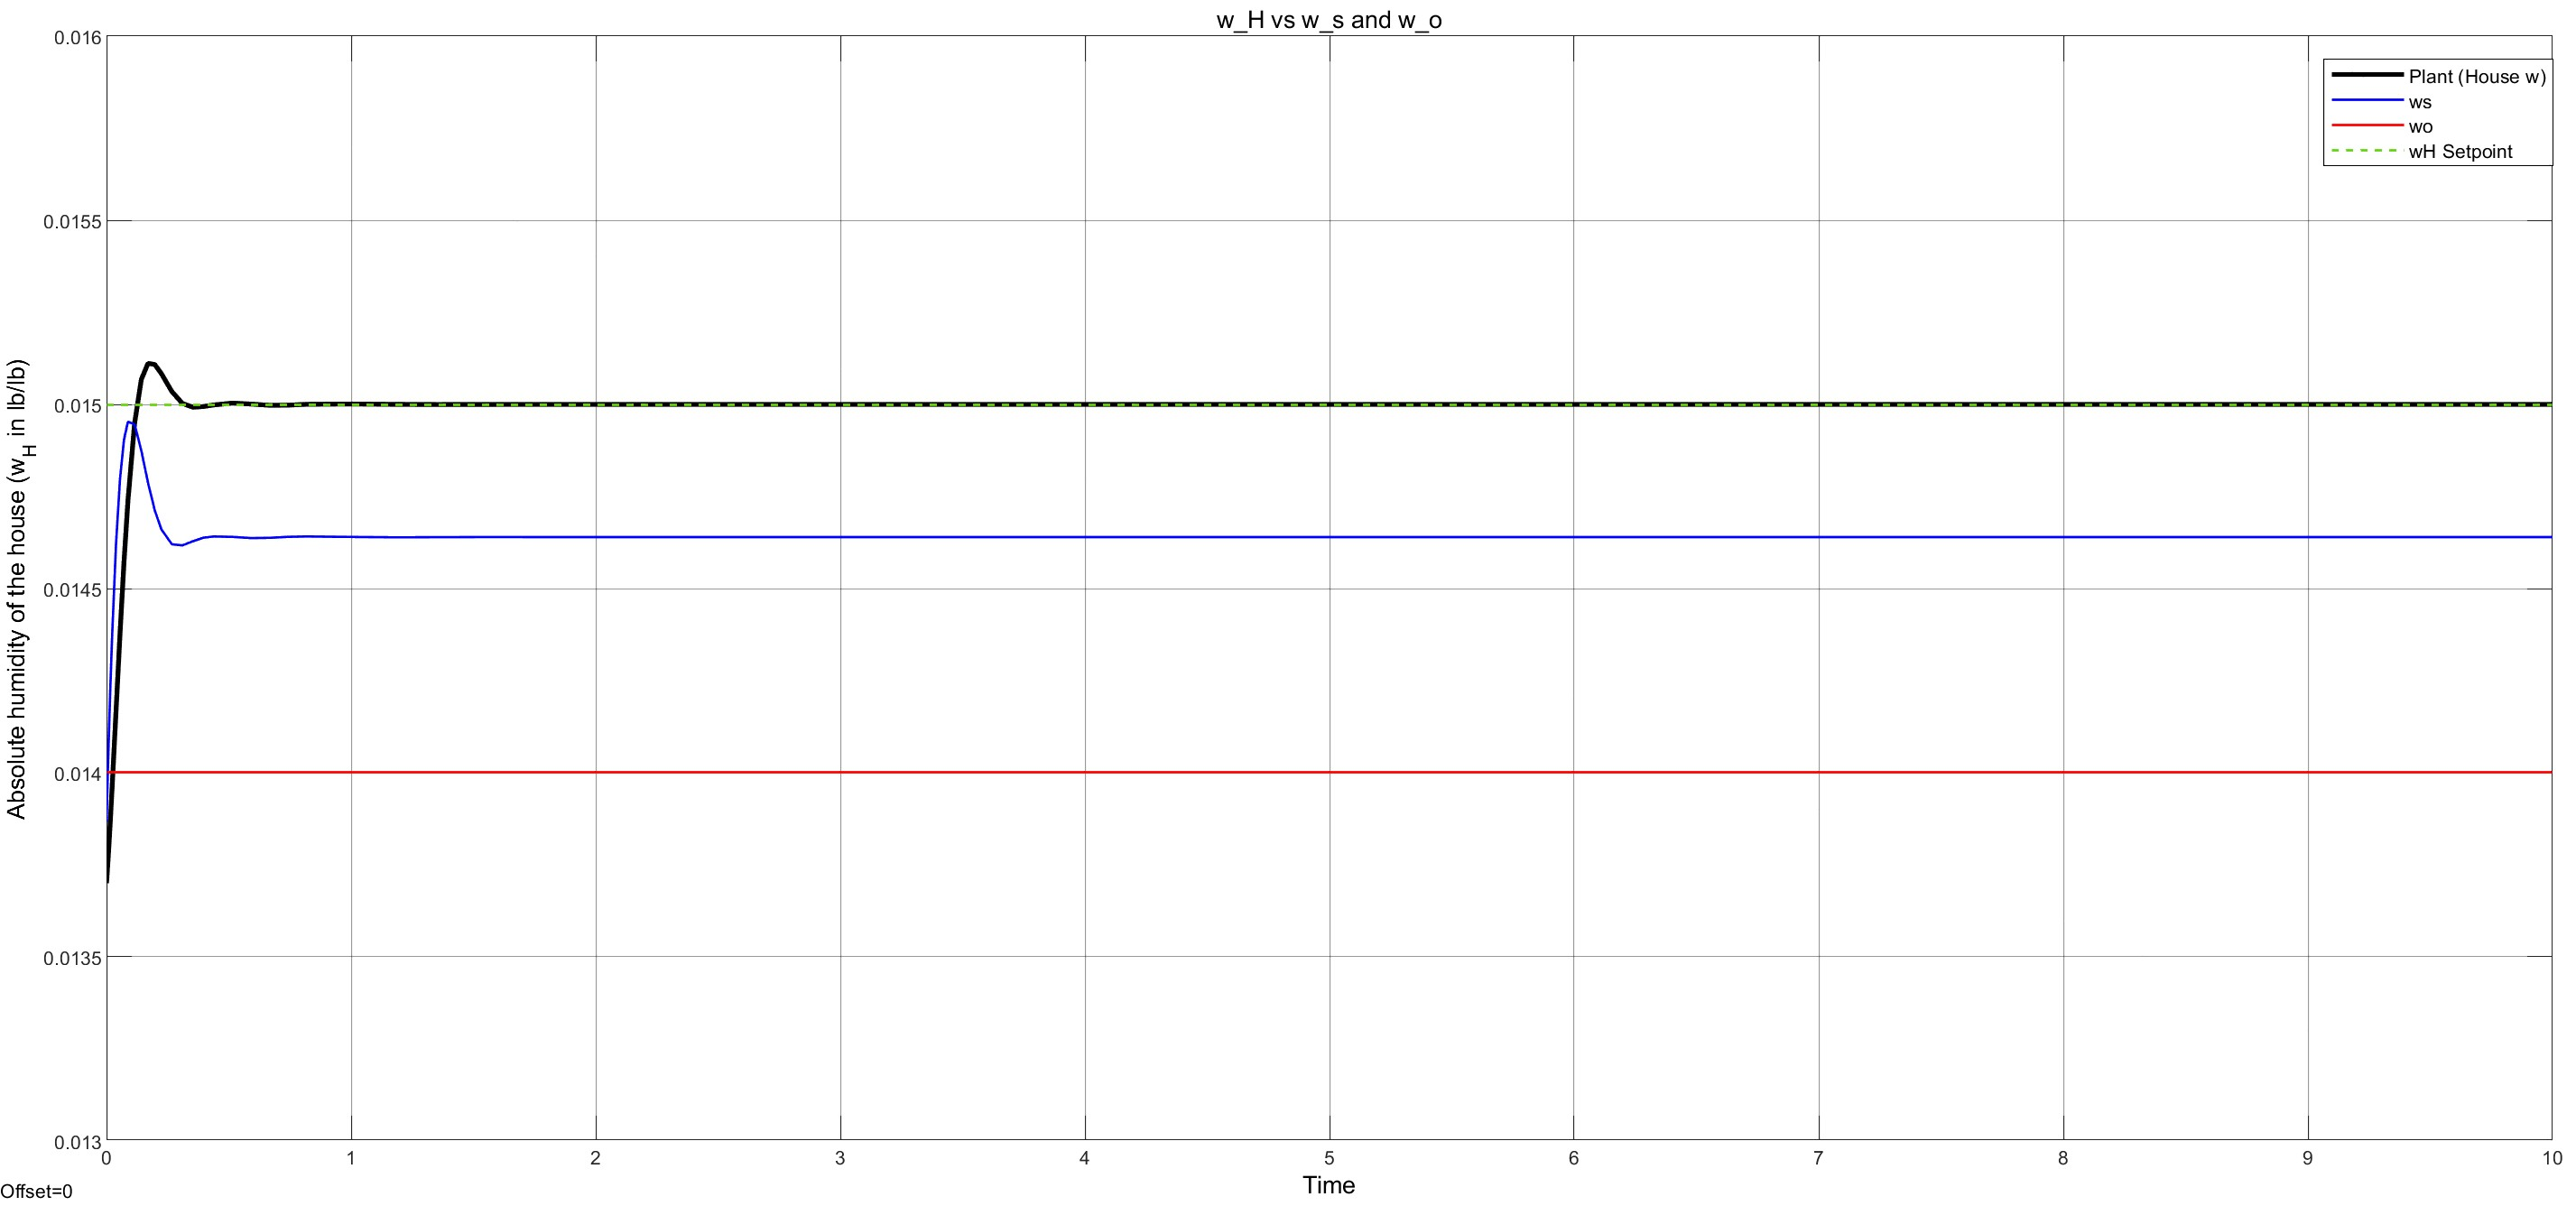 w_H vs w_s and w_o
0.016
Plant (House w)
ws
wo
wH Setpoint
0.0155
0.015
0.0145
0.014
0.0135
0.013
Absolute humidity of the house (w_H in lb/lb)
0 1 2 3 4 5 6 7 8 9 10
Time
Offset=0